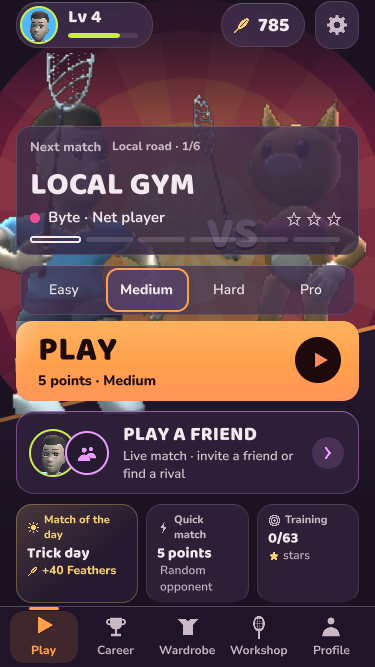 Lv 4
785
Next match Local road · 1/6
LOCAL GYM
Byte · Net player
VS
Easy Medium Hard Pro
PLAY
5 points · Medium
PLAY A FRIEND
Live match · invite a friend or
find a rival
Match of the
day
Trick day
+40 Feathers
Quick
match
5 points
Random
opponent
Training
0/63
stars
Play Career Wardrobe Workshop Profile